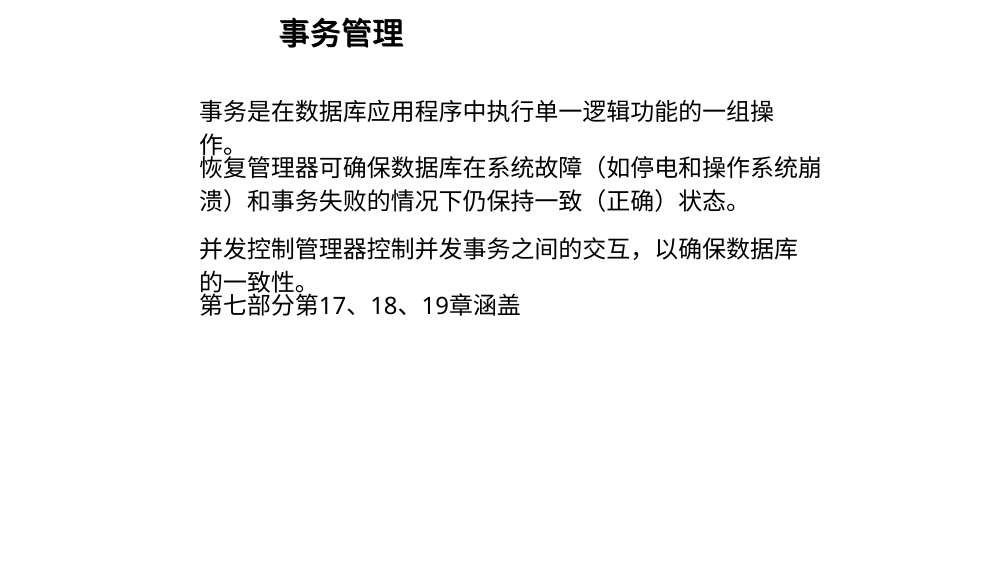 事务管理
事务是在数据库应用程序中执行单一逻辑功能的一组操
作。
恢复管理器可确保数据库在系统故障（如停电和操作系统崩
溃）和事务失败的情况下仍保持一致（正确）状态。
并发控制管理器控制并发事务之间的交互，以确保数据库
的一致性。
第七部分第17、18、19章涵盖